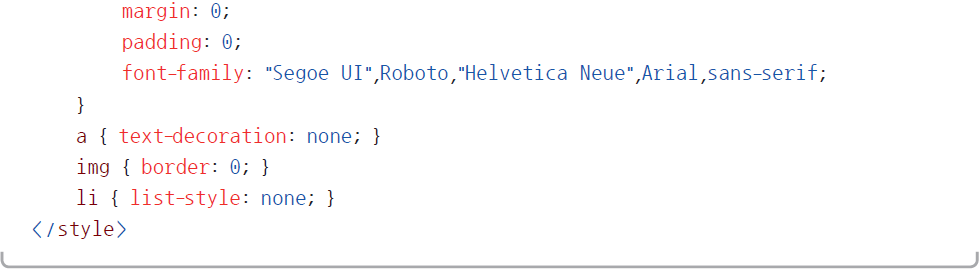 margin: 0;
padding: 0;
font-family: "Segoe UI",Roboto,"Helvetica Neue",Arial,sans-serif;
}
a { text-decoration: none; }
img { border: 0; }
li { list-style: none; }
</style>